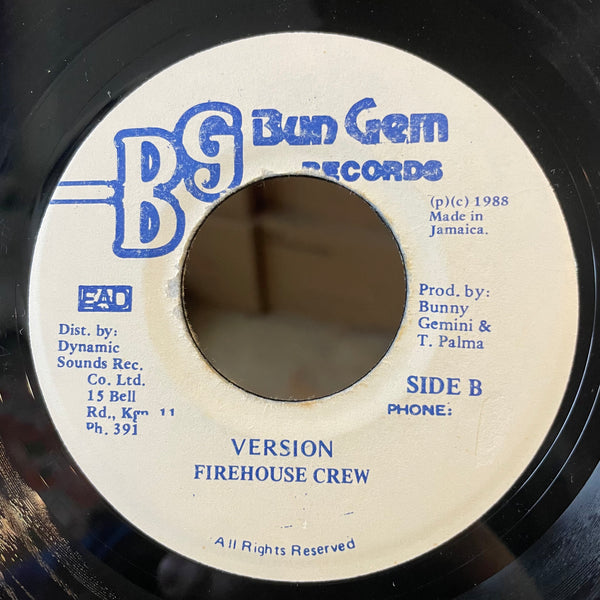 BG Bun Gem
RECORDS
(p)(c) 1988
Made in
Jamaica.
EAD
Dist. by:
Dynamic
Sounds Rec.
Co. Ltd.
15 Bell
Rd., Kgn. 11
Ph. 391
Prod. by:
Bunny
Gemini &
T. Palma
SIDE B
PHONE:
VERSION
FIREHOUSE CREW
All Rights Reserved